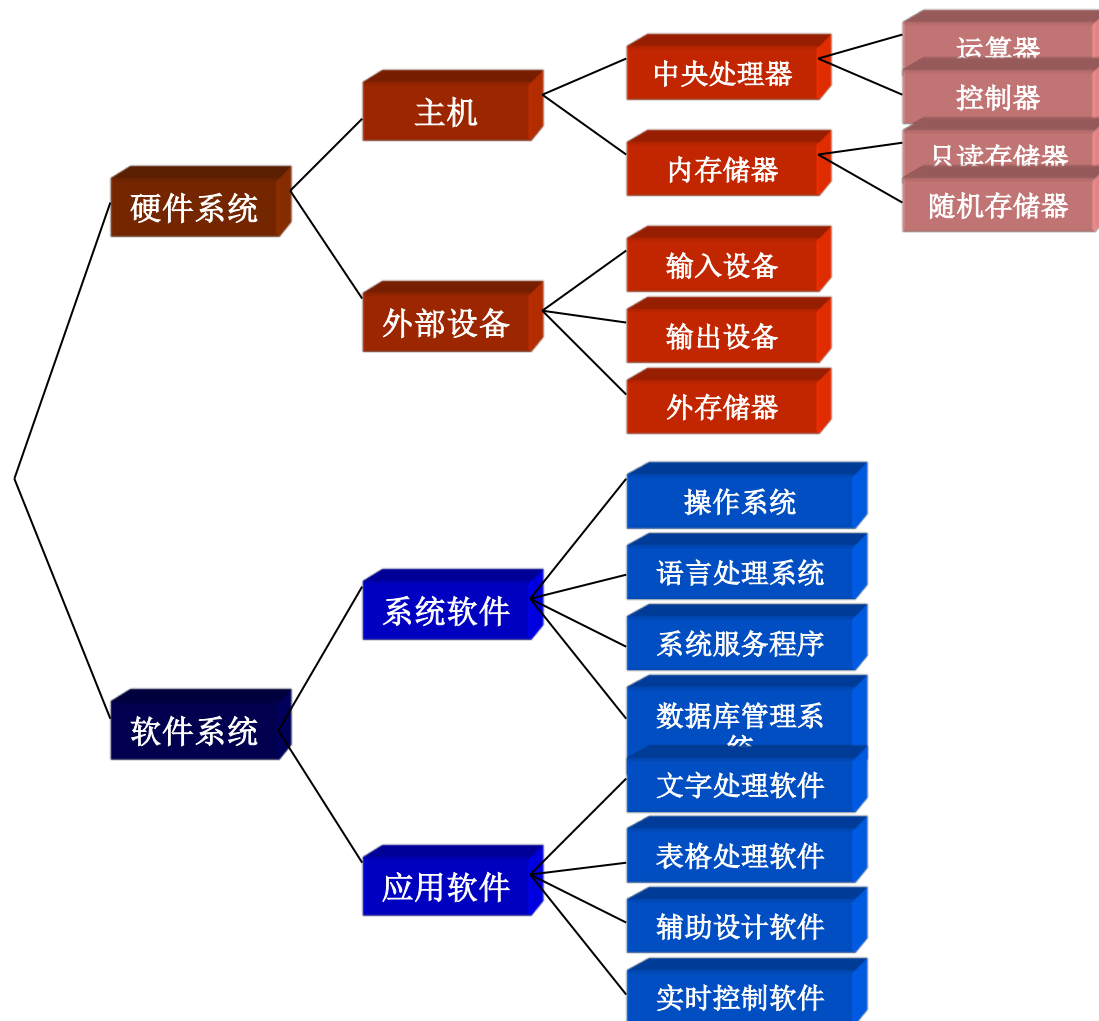 硬件系统
主机
中央处理器
运算器
控制器
内存储器
只读存储器
随机存储器
外部设备
输入设备
输出设备
外存储器
软件系统
系统软件
操作系统
语言处理系统
系统服务程序
数据库管理系
统
应用软件
文字处理软件
表格处理软件
辅助设计软件
实时控制软件